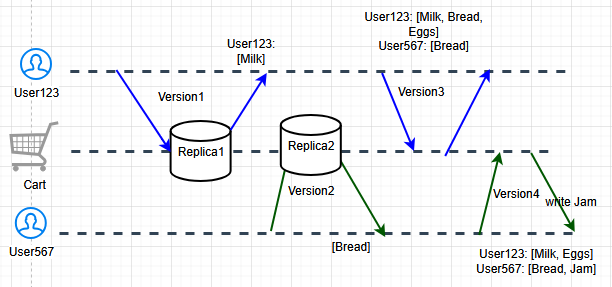 User123:
[Milk]
User123: [Milk, Bread,
Eggs]
User567: [Bread]
User123
Version1
Version3
Replica1
Replica2
Cart
Version2
Version4
write Jam
User567
[Bread]
User123: [Milk, Eggs]
User567: [Bread, Jam]